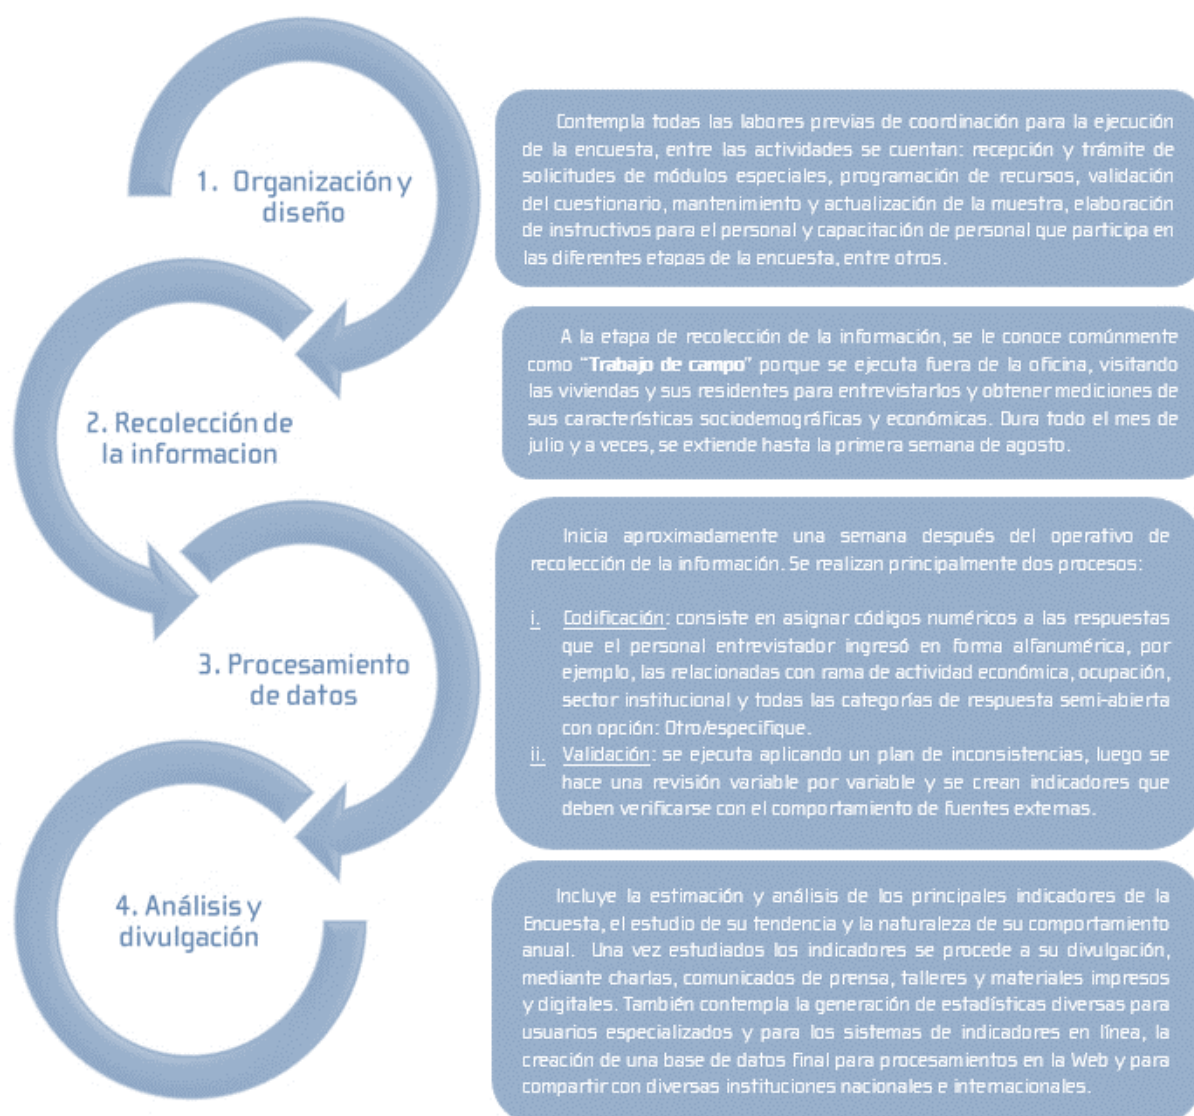 1. Organización y
diseño
Contempla todas las labores previas de coordinación para la ejecución
de la encuesta, entre las actividades se cuentan: recepción y trámite de
solicitudes de módulos especiales, programación de recursos, validación
del cuestionario, mantenimiento y actualización de la muestra, elaboración
de instructivos para el personal y capacitación de personal que participa en
las diferentes etapas de la encuesta, entre otros.
2. Recolección de
la informacion
A la etapa de recolección de la información, se le conoce comúnmente
como "Trabajo de campo" porque se ejecuta fuera de la oficina, visitando
las viviendas y sus residentes para entrevistarlos y obtener mediciones de
sus características sociodemográficas y económicas. Dura todo el mes de
julio y a veces, se extiende hasta la primera semana de agosto.
3. Procesamiento
de datos
Inicia aproximadamente una semana después del operativo de
recolección de la información. Se realizan principalmente dos procesos:
i. Codificación: consiste en asignar códigos numéricos a las respuestas
que el personal entrevistador ingresó en forma alfanumérica, por
ejemplo, las relacionadas con rama de actividad económica, ocupación,
sector institucional y todas las categorías de respuesta semi-abierta
con opción: Otro/especifique.
ii. Validación: se ejecuta aplicando un plan de inconsistencias, luego se
hace una revisión variable por variable y se crean indicadores que
deben verificarse con el comportamiento de fuentes externas.
4. Análisis y
divulgación
Incluye la estimación y análisis de los principales indicadores de la
Encuesta, el estudio de su tendencia y la naturaleza de su comportamiento
anual. Una vez estudiados los indicadores se procede a su divulgación,
mediante charlas, comunicados de prensa, talleres y materiales impresos
y digitales. También contempla la generación de estadísticas diversas para
usuarios especializados y para los sistemas de indicadores en línea, la
creación de una base de datos final para procesamientos en la Web y para
compartir con diversas instituciones nacionales e internacionales.